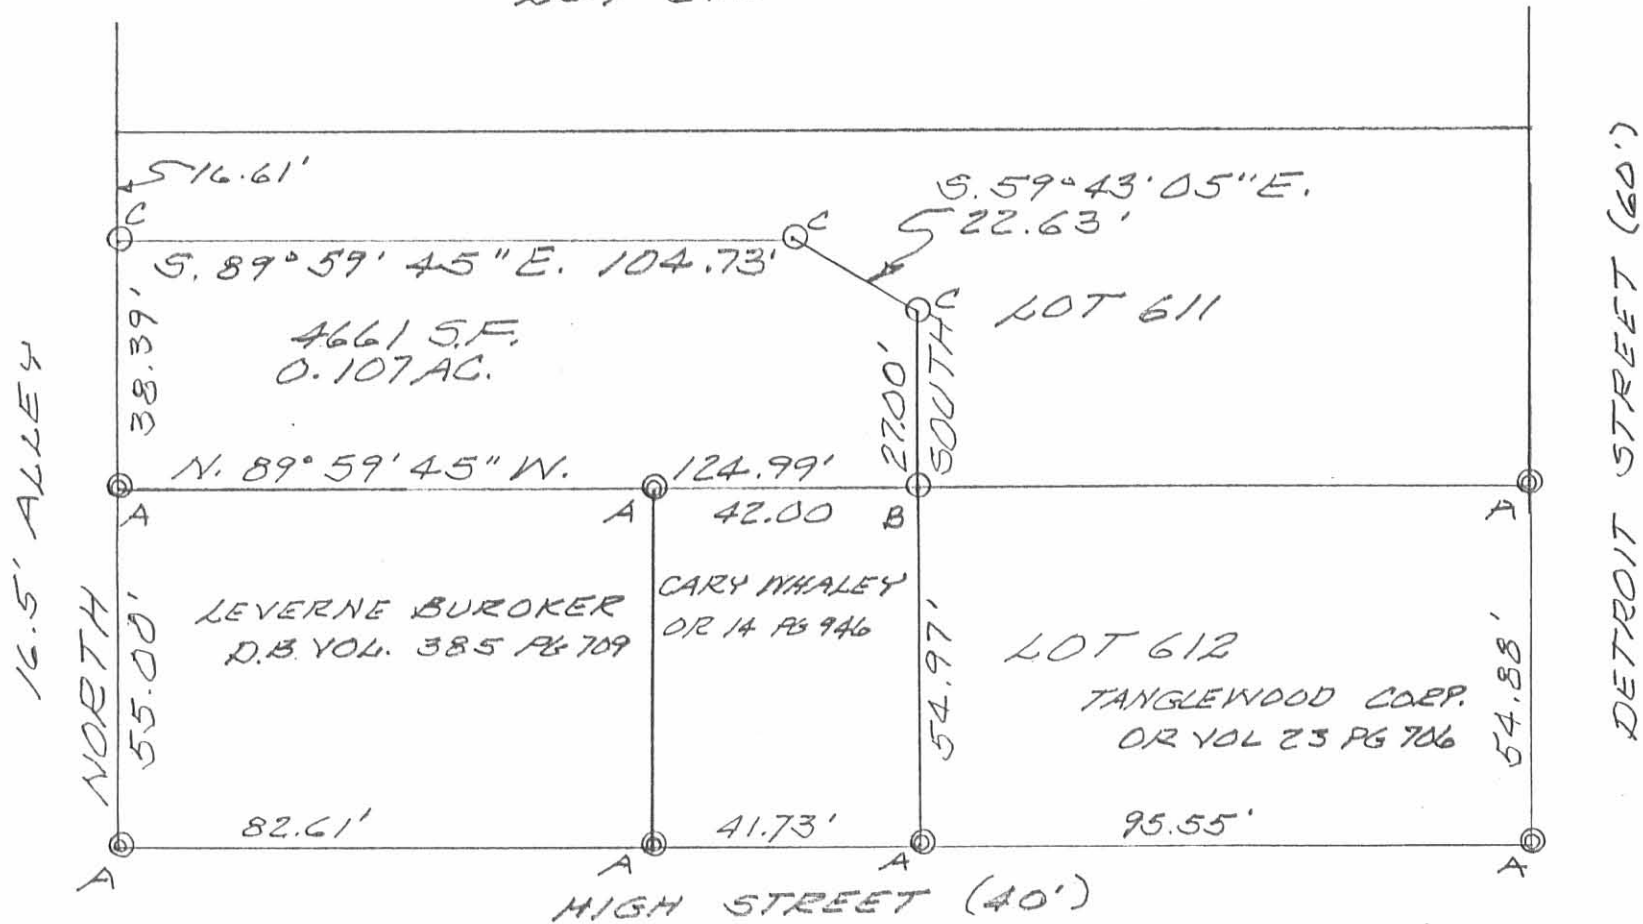 16.61'
C
C
S. 59° 43' 05" E.
22.63'
S. 89° 59' 45" E. 104.73'
C
LOT 611
4661 S.F.
0.107 AC.
38.39'
27.00'
SOUTH
16.5' ALLEY
DETROIT STREET (60')
N. 89° 59' 45" W. 124.99'
A
A
42.00
B
A
NORTH
55.00'
LEVERNE BUROKER
D.B. VOL. 385 PG 709
CARY WHALEY
OR 14 PG 946
54.97'
LOT 612
TANGLEWOOD CORP.
OR VOL 23 PG 706
54.88'
82.61'
41.73'
95.55'
A
A
A
A
HIGH STREET (40')